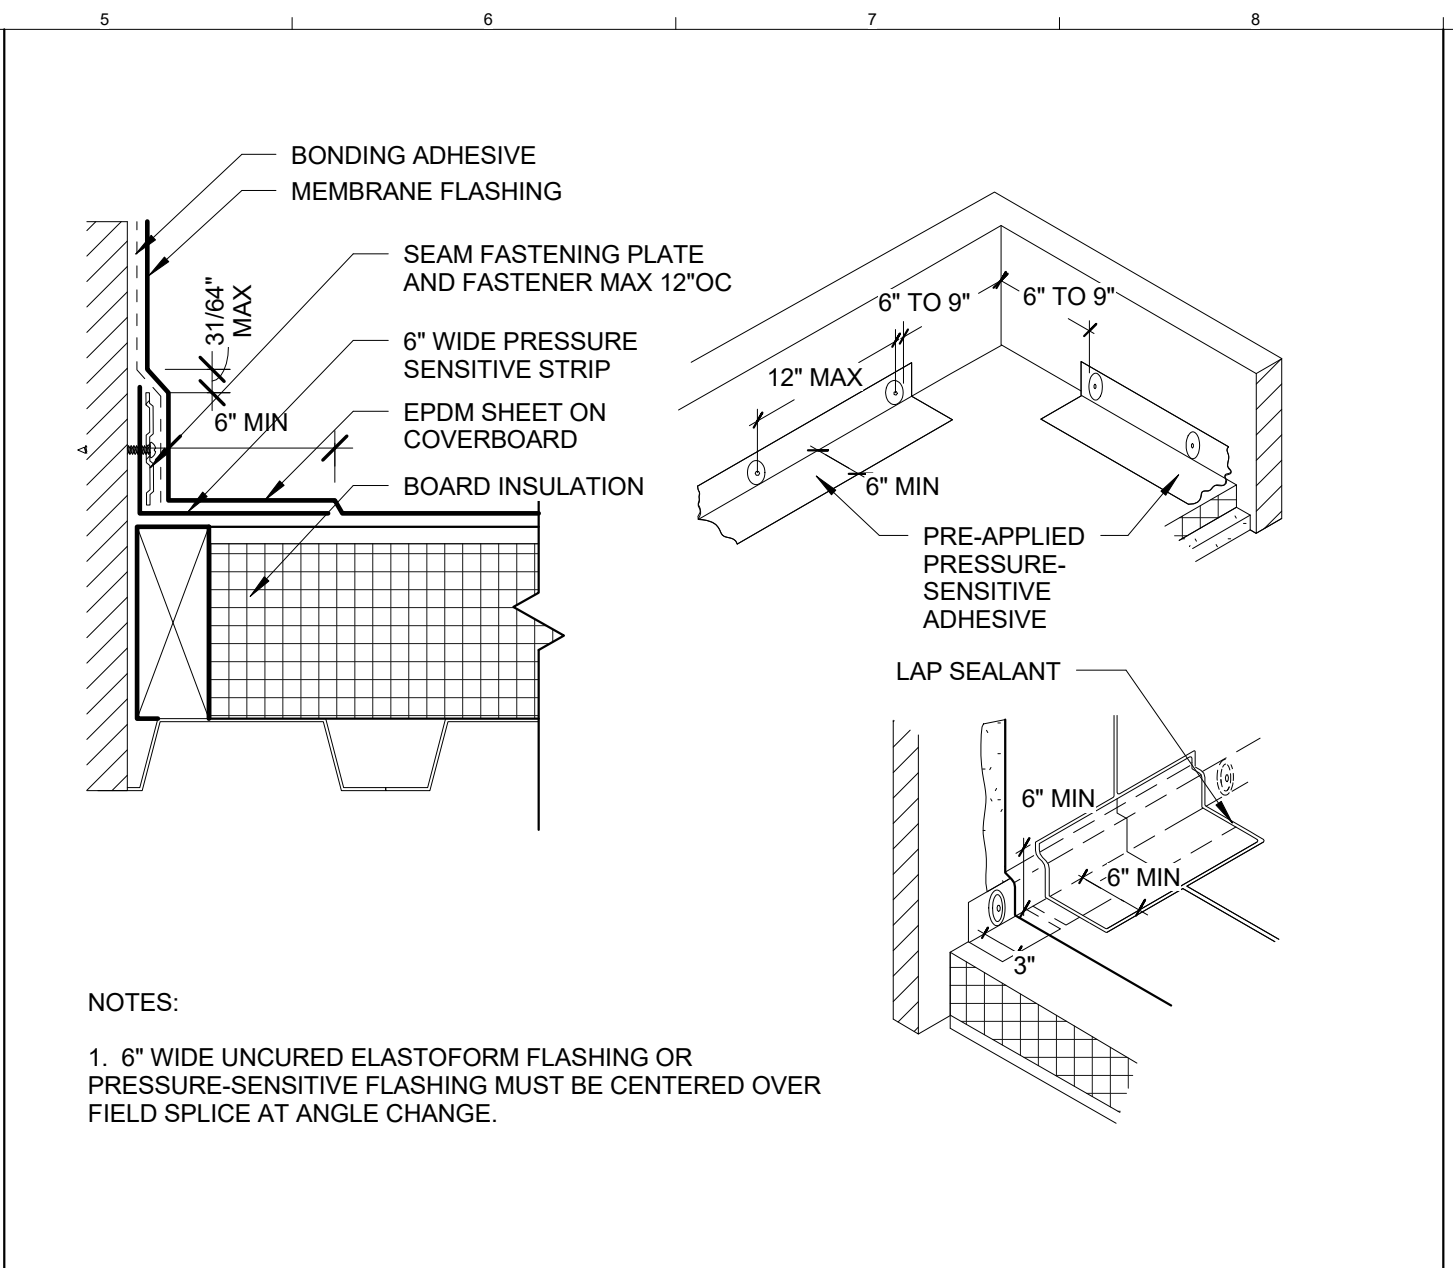 5 6 7 8
BONDING ADHESIVE
MEMBRANE FLASHING
SEAM FASTENING PLATE
AND FASTENER MAX 12"OC
31/64"
MAX
6" WIDE PRESSURE
SENSITIVE STRIP
6" MIN
EPDM SHEET ON
COVERBOARD
BOARD INSULATION
6" TO 9"
6" TO 9"
12" MAX
6" MIN
PRE-APPLIED
PRESSURE-
SENSITIVE
ADHESIVE
LAP SEALANT
6" MIN
6" MIN
3"
NOTES:
1. 6" WIDE UNCURED ELASTOFORM FLASHING OR
PRESSURE-SENSITIVE FLASHING MUST BE CENTERED OVER
FIELD SPLICE AT ANGLE CHANGE.